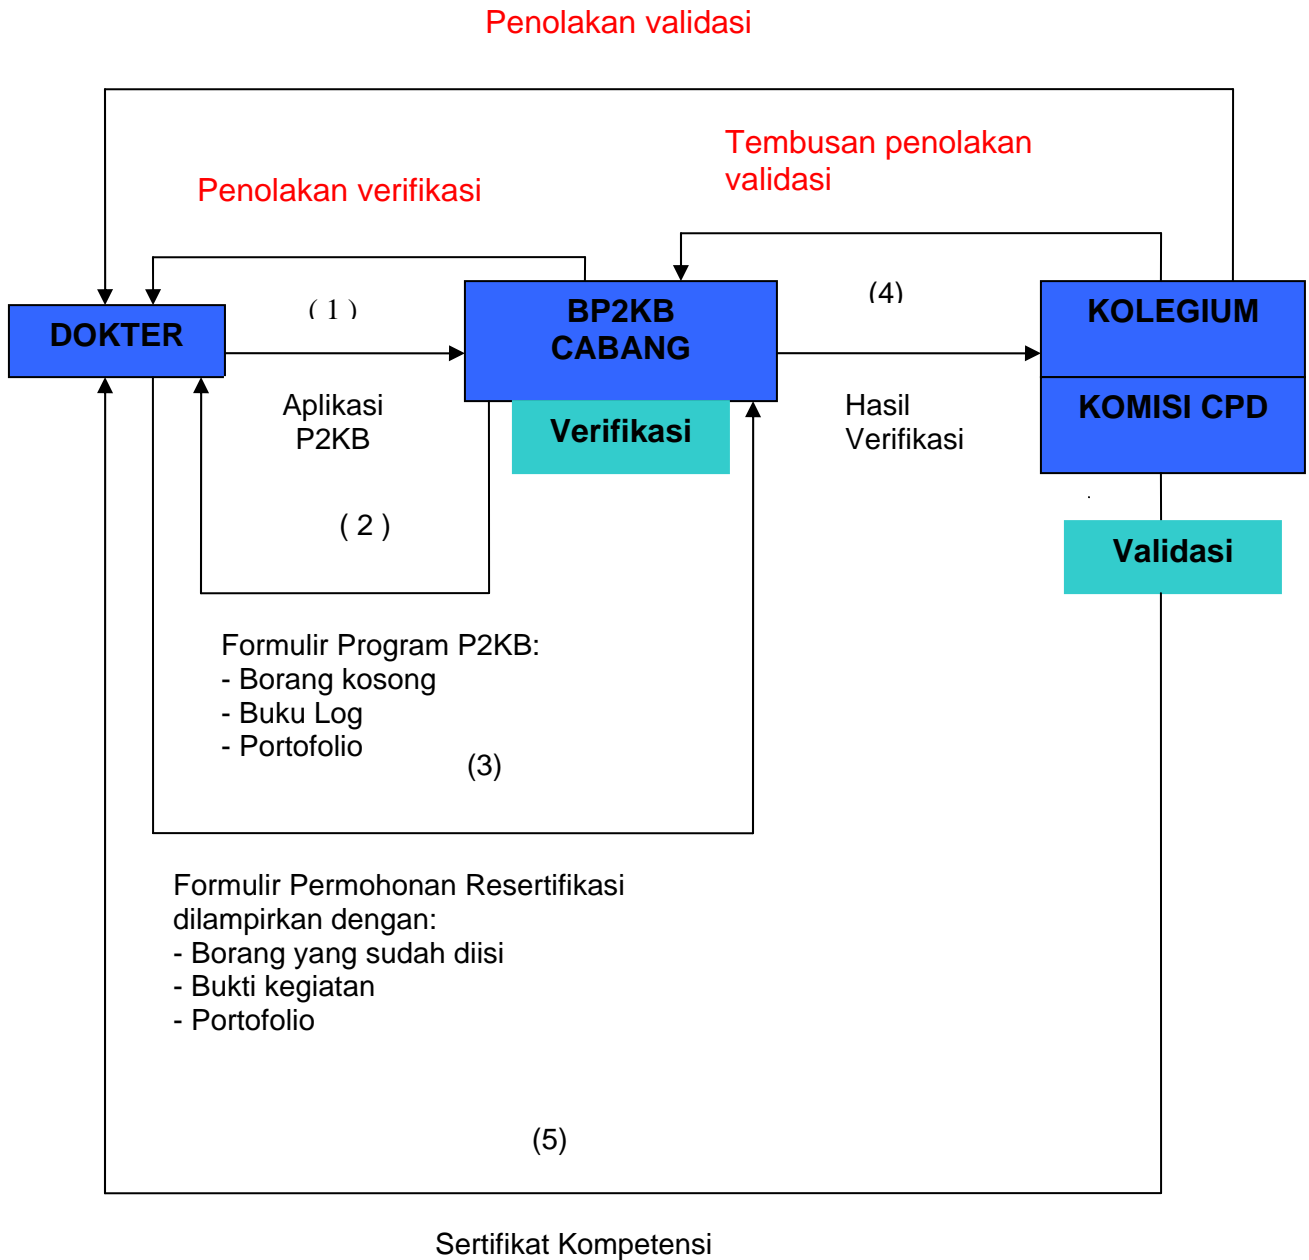 Penolakan validasi
Tembusan penolakan
validasi
Penolakan verifikasi
(4)
( 1 )
DOKTER
BP2KB
CABANG
KOLEGIUM
Aplikasi
P2KB
Verifikasi
Hasil
Verifikasi
KOMISI CPD
( 2 )
Validasi
Formulir Program P2KB:
- Borang kosong
- Buku Log
- Portofolio
(3)
Formulir Permohonan Resertifikasi
dilampirkan dengan:
- Borang yang sudah diisi
- Bukti kegiatan
- Portofolio
(5)
Sertifikat Kompetensi